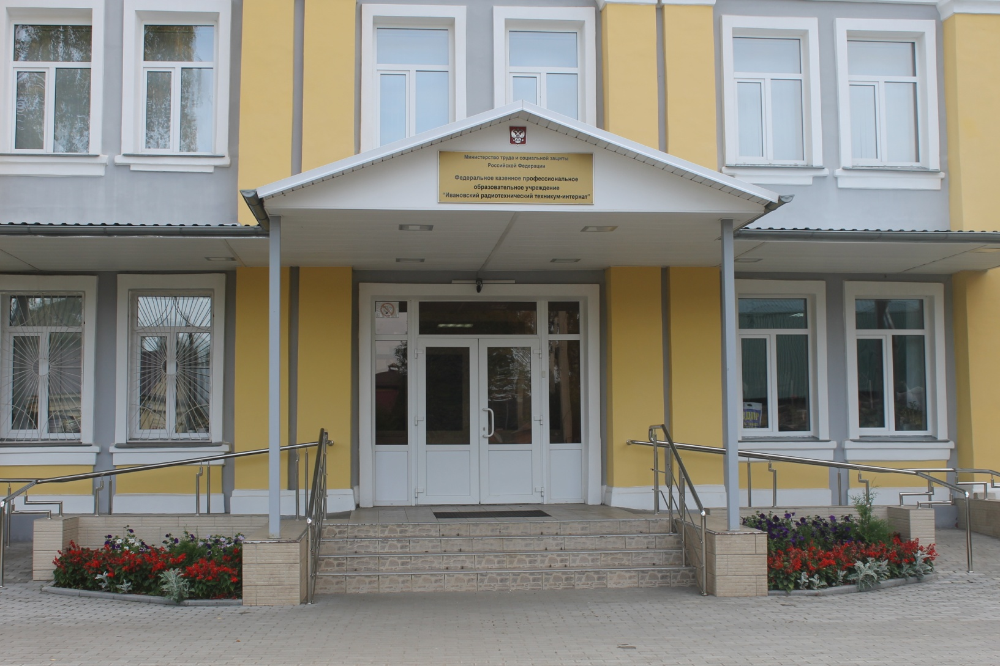 Министерство труда и социальной защиты
Российской Федерации
Федеральное казенное профессиональное
образовательное учреждение
"Ивановский радиотехнический техникум-интернат"